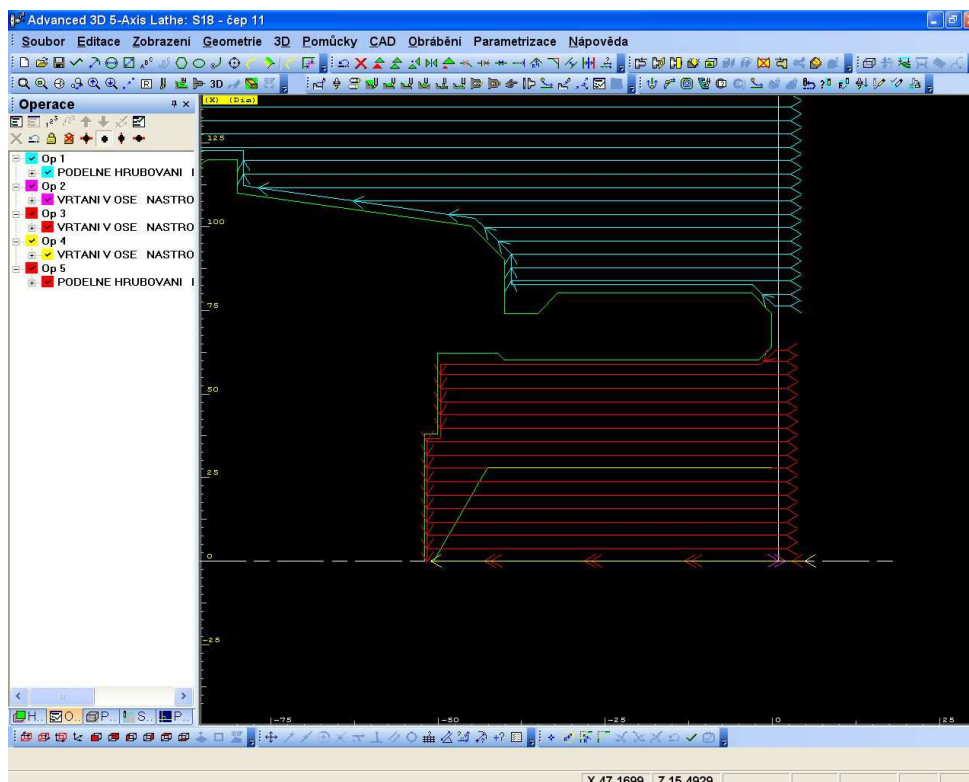 Advanced 3D 5-Axis Lathe: S18 - čep 11
Soubor Editace Zobrazení Geometrie 3D Pomůcky CAD Obrábění Parametrizace Nápověda
3D
Operace
(X) (Dia)
Op 1
PODELNE HRUBOVANI I
Op 2
VRTANI V OSE NASTRO
Op 3
VRTANI V OSE NASTRO
Op 4
VRTANI V OSE NASTRO
Op 5
PODELNE HRUBOVANI I
125
100
75
50
25
0
-25
-75 -50 -25 0 25
H.. O.. P.. S.. P..
X 47.1699 Z 15.4929